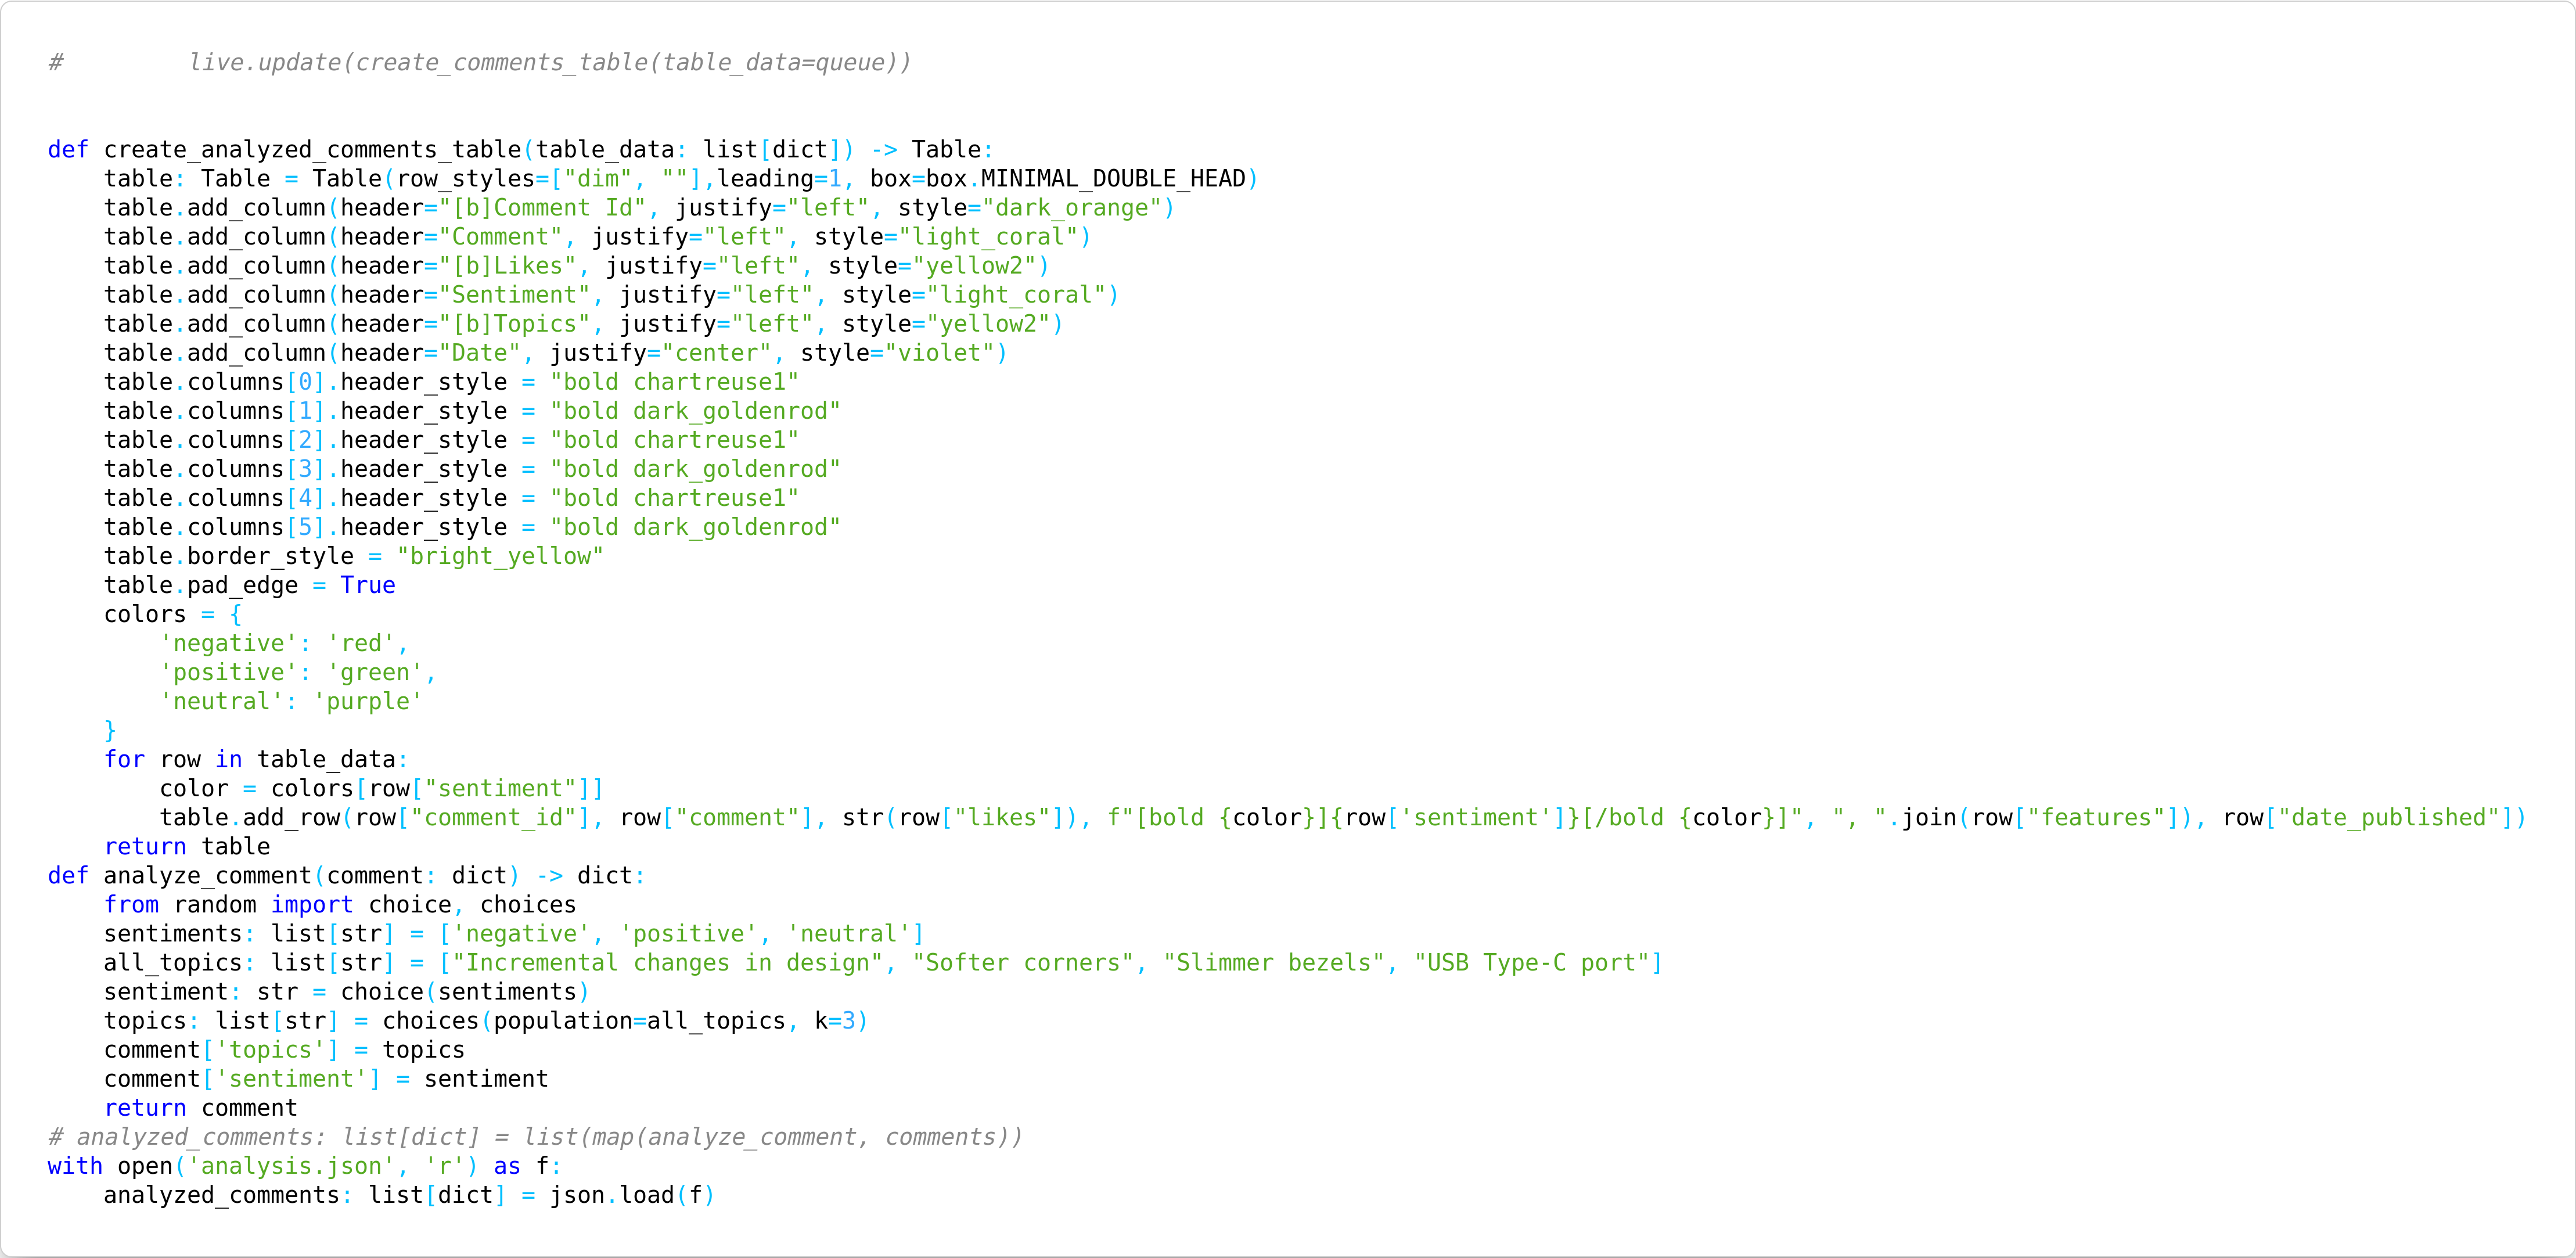 #         live.update(create_comments_table(table_data=queue))
def create_analyzed_comments_table(table_data: list[dict]) -> Table:
    table: Table = Table(row_styles=["dim", ""],leading=1, box=box.MINIMAL_DOUBLE_HEAD)
    table.add_column(header="[b]Comment Id", justify="left", style="dark_orange")
    table.add_column(header="Comment", justify="left", style="light_coral")
    table.add_column(header="[b]Likes", justify="left", style="yellow2")
    table.add_column(header="Sentiment", justify="left", style="light_coral")
    table.add_column(header="[b]Topics", justify="left", style="yellow2")
    table.add_column(header="Date", justify="center", style="violet")
    table.columns[0].header_style = "bold chartreuse1"
    table.columns[1].header_style = "bold dark_goldenrod"
    table.columns[2].header_style = "bold chartreuse1"
    table.columns[3].header_style = "bold dark_goldenrod"
    table.columns[4].header_style = "bold chartreuse1"
    table.columns[5].header_style = "bold dark_goldenrod"
    table.border_style = "bright_yellow"
    table.pad_edge = True
    colors = {
        'negative': 'red',
        'positive': 'green',
        'neutral': 'purple'
    }
    for row in table_data:
        color = colors[row["sentiment"]]
        table.add_row(row["comment_id"], row["comment"], str(row["likes"]), f"[bold {color}]{row['sentiment']}[/bold {color}]", ", ".join(row["features"]), row["date_published"])
    return table
def analyze_comment(comment: dict) -> dict:
    from random import choice, choices
    sentiments: list[str] = ['negative', 'positive', 'neutral']
    all_topics: list[str] = ["Incremental changes in design", "Softer corners", "Slimmer bezels", "USB Type-C port"]
    sentiment: str = choice(sentiments)
    topics: list[str] = choices(population=all_topics, k=3)
    comment['topics'] = topics
    comment['sentiment'] = sentiment
    return comment
# analyzed_comments: list[dict] = list(map(analyze_comment, comments))
with open('analysis.json', 'r') as f:
    analyzed_comments: list[dict] = json.load(f)